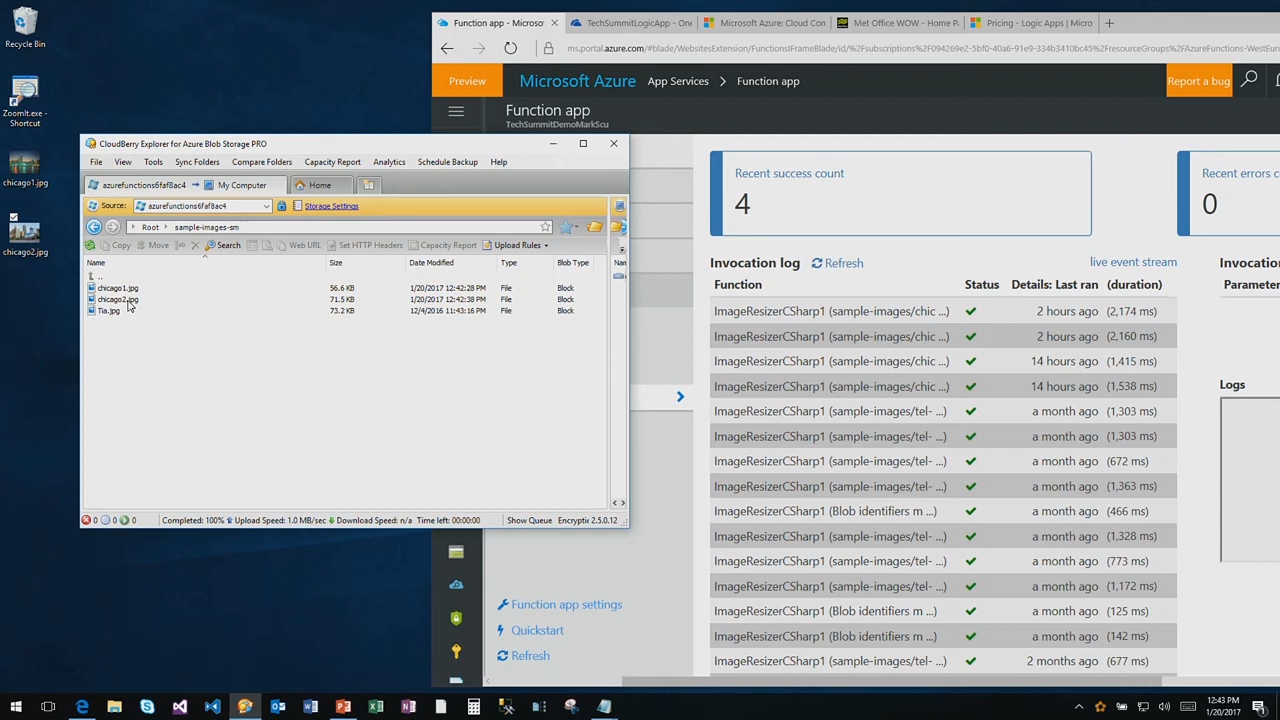 Recycle Bin
ZoomIt.exe -
Shortcut
chicago1.jpg
chicago2.jpg
Function app - Microso
TechSummitLogicApp - One
Microsoft Azure: Cloud Con
Met Office WOW - Home Pa
Pricing - Logic Apps | Micro
Preview
Microsoft Azure
App Services
Function app
Report a bug
Function app
TechSummitDemoMarkScu
CloudBerry Explorer for Azure Blob Storage PRO
File View Tools Sync Folders Compare Folders Capacity Report Analytics Schedule Backup Help
azurefunctions6faf8ac4
My Computer
Home
Source: azurefunctions6faf8ac4 Storage Settings
Root sample-images-sm
Copy Move Search Web URL Set HTTP Headers Capacity Report Upload Rules
Name Size Date Modified Type Blob Type
..
chicago1.jpg 56.6 KB 1/20/2017 12:42:28 PM File Block
chicago2.jpg 71.5 KB 1/20/2017 12:42:38 PM File Block
Tia.jpg 73.2 KB 12/4/2016 11:43:16 PM File Block
0 0 0 Completed: 100% Upload Speed: 1.0 MB/sec Download Speed: n/a Time left: 00:00:00 Show Queue Encryptic 2.5.0.12
Recent success count
4
Recent errors c
0
Invocation log Refresh live event stream
Function Status Details: Last ran (duration)
ImageResizerCSharp1 (sample-images/chic ...) 2 hours ago (2,174 ms)
ImageResizerCSharp1 (sample-images/chic ...) 2 hours ago (2,160 ms)
ImageResizerCSharp1 (sample-images/chic ...) 14 hours ago (1,415 ms)
ImageResizerCSharp1 (sample-images/chic ...) 14 hours ago (1,538 ms)
ImageResizerCSharp1 (sample-images/tel- ...) a month ago (1,303 ms)
ImageResizerCSharp1 (sample-images/tel- ...) a month ago (1,303 ms)
ImageResizerCSharp1 (sample-images/tel- ...) a month ago (672 ms)
ImageResizerCSharp1 (sample-images/tel- ...) a month ago (1,363 ms)
ImageResizerCSharp1 (Blob identifiers m ...) a month ago (466 ms)
ImageResizerCSharp1 (sample-images/tel- ...) a month ago (1,328 ms)
ImageResizerCSharp1 (sample-images/tel- ...) a month ago (773 ms)
ImageResizerCSharp1 (sample-images/tel- ...) a month ago (1,172 ms)
ImageResizerCSharp1 (Blob identifiers m ...) a month ago (125 ms)
ImageResizerCSharp1 (Blob identifiers m ...) a month ago (142 ms)
ImageResizerCSharp1 (sample-images/tel- ...) 2 months ago (677 ms)
Invocatio
Parameter
Logs
Function app settings
Quickstart
Refresh
12:43 PM
1/20/2017